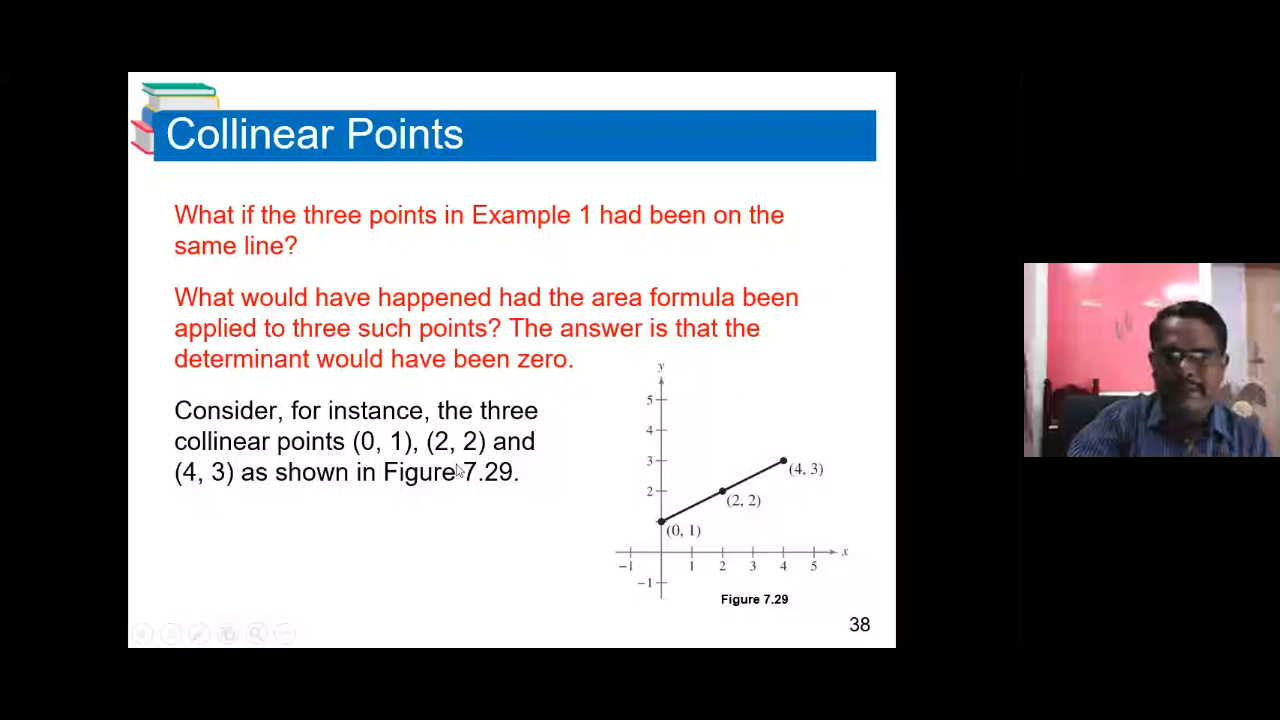 Collinear Points
What if the three points in Example 1 had been on the
same line?
What would have happened had the area formula been
applied to three such points? The answer is that the
determinant would have been zero.
Consider, for instance, the three
collinear points (0, 1), (2, 2) and
(4, 3) as shown in Figure 7.29.
y
5
4
3
2
(4, 3)
(2, 2)
(0, 1)
−1 1 2 3 4 5 x
−1
Figure 7.29
38